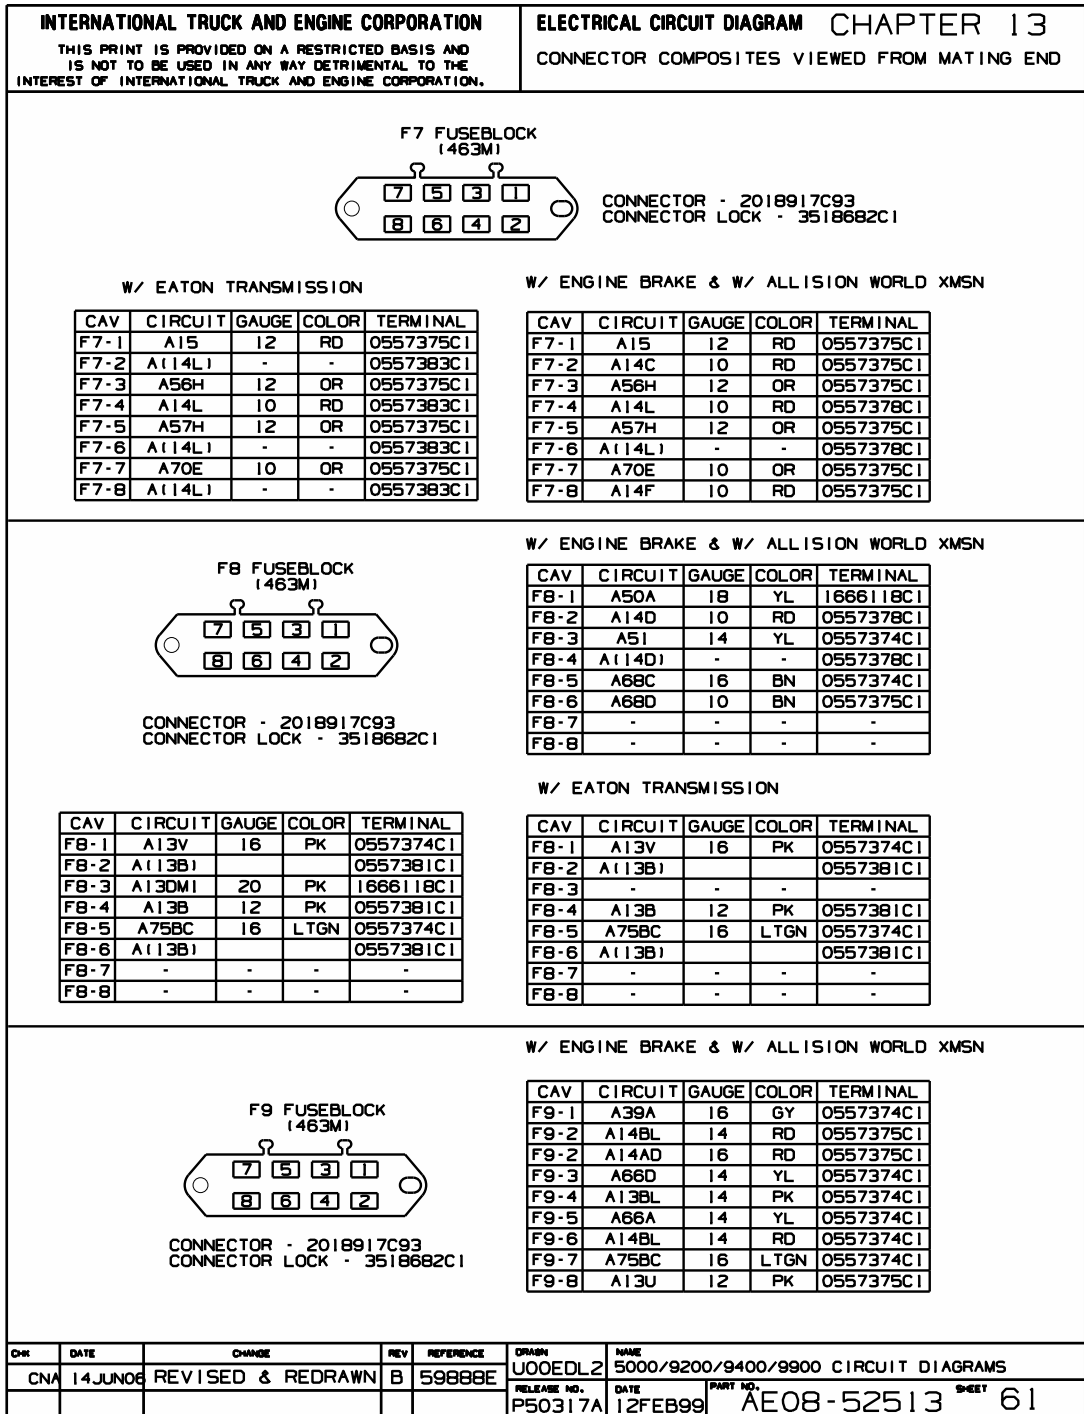 INTERNATIONAL TRUCK AND ENGINE CORPORATION
THIS PRINT IS PROVIDED ON A RESTRICTED BASIS AND
IS NOT TO BE USED IN ANY WAY DETRIMENTAL TO THE
INTEREST OF INTERNATIONAL TRUCK AND ENGINE CORPORATION.
ELECTRICAL CIRCUIT DIAGRAM CHAPTER 13
CONNECTOR COMPOSITES VIEWED FROM MATING END
F7 FUSEBLOCK
(463M)
7 5 3 1
8 6 4 2
CONNECTOR - 2018917C93
CONNECTOR LOCK - 3518682C1
W/ EATON TRANSMISSION
CAV CIRCUIT GAUGE COLOR TERMINAL
F7-1 A15 12 RD 0557375C1
F7-2 A(14L) - - 0557383C1
F7-3 A56H 12 OR 0557375C1
F7-4 A14L 10 RD 0557383C1
F7-5 A57H 12 OR 0557375C1
F7-6 A(14L) - - 0557383C1
F7-7 A70E 10 OR 0557375C1
F7-8 A(14L) - - 0557383C1
W/ ENGINE BRAKE & W/ ALLISION WORLD XMSN
CAV CIRCUIT GAUGE COLOR TERMINAL
F7-1 A15 12 RD 0557375C1
F7-2 A14C 10 RD 0557375C1
F7-3 A56H 12 OR 0557375C1
F7-4 A14L 10 RD 0557378C1
F7-5 A57H 12 OR 0557375C1
F7-6 A(14L) - - 0557378C1
F7-7 A70E 10 OR 0557375C1
F7-8 A14F 10 RD 0557375C1
F8 FUSEBLOCK
(463M)
7 5 3 1
8 6 4 2
CONNECTOR - 2018917C93
CONNECTOR LOCK - 3518682C1
W/ ENGINE BRAKE & W/ ALLISION WORLD XMSN
CAV CIRCUIT GAUGE COLOR TERMINAL
F8-1 A50A 18 YL 1666118C1
F8-2 A14D 10 RD 0557378C1
F8-3 A51 14 YL 0557374C1
F8-4 A(14D) - - 0557378C1
F8-5 A68C 16 BN 0557374C1
F8-6 A68D 10 BN 0557375C1
F8-7 - - - -
F8-8 - - - -
CAV CIRCUIT GAUGE COLOR TERMINAL
F8-1 A13V 16 PK 0557374C1
F8-2 A(13B) 0557381C1
F8-3 A13DM1 20 PK 1666118C1
F8-4 A13B 12 PK 0557381C1
F8-5 A75BC 16 LTGN 0557374C1
F8-6 A(13B) 0557381C1
F8-7 - - - -
F8-8 - - - -
W/ EATON TRANSMISSION
CAV CIRCUIT GAUGE COLOR TERMINAL
F8-1 A13V 16 PK 0557374C1
F8-2 A(13B) 0557381C1
F8-3 - - - -
F8-4 A13B 12 PK 0557381C1
F8-5 A75BC 16 LTGN 0557374C1
F8-6 A(13B) 0557381C1
F8-7 - - - -
F8-8 - - - -
F9 FUSEBLOCK
(463M)
7 5 3 1
8 6 4 2
CONNECTOR - 2018917C93
CONNECTOR LOCK - 3518682C1
W/ ENGINE BRAKE & W/ ALLISION WORLD XMSN
CAV CIRCUIT GAUGE COLOR TERMINAL
F9-1 A39A 16 GY 0557374C1
F9-2 A14BL 14 RD 0557375C1
F9-2 A14AD 16 RD 0557375C1
F9-3 A66D 14 YL 0557374C1
F9-4 A13BL 14 PK 0557374C1
F9-5 A66A 14 YL 0557374C1
F9-6 A14BL 14 RD 0557374C1
F9-7 A75BC 16 LTGN 0557374C1
F9-8 A13U 12 PK 0557375C1
CHK DATE CHANGE REV REFERENCE
CNA 14JUN06 REVISED & REDRAWN B 59888E
DRAWN
U00EDL2
NAME
5000/9200/9400/9900 CIRCUIT DIAGRAMS
RELEASE NO.
P50317A
DATE
12FEB99
PART NO.
AE08-52513
SHEET 61